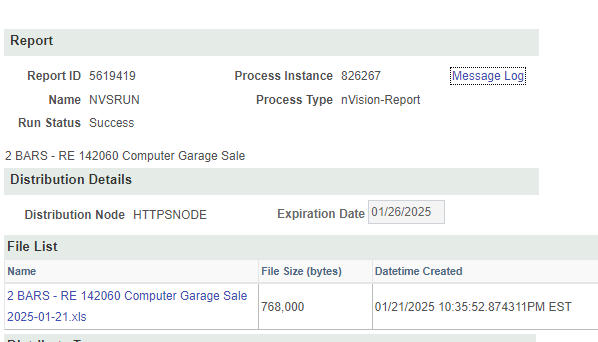 Report
Report ID 5619419 Process Instance 826267 Message Log
Name NVSRUN Process Type nVision-Report
Run Status Success
2 BARS - RE 142060 Computer Garage Sale
Distribution Details
Distribution Node HTTPSNODE Expiration Date 01/26/2025
File List
Name File Size (bytes) Datetime Created
2 BARS - RE 142060 Computer Garage Sale
2025-01-21.xls 768,000 01/21/2025 10:35:52.874311PM EST